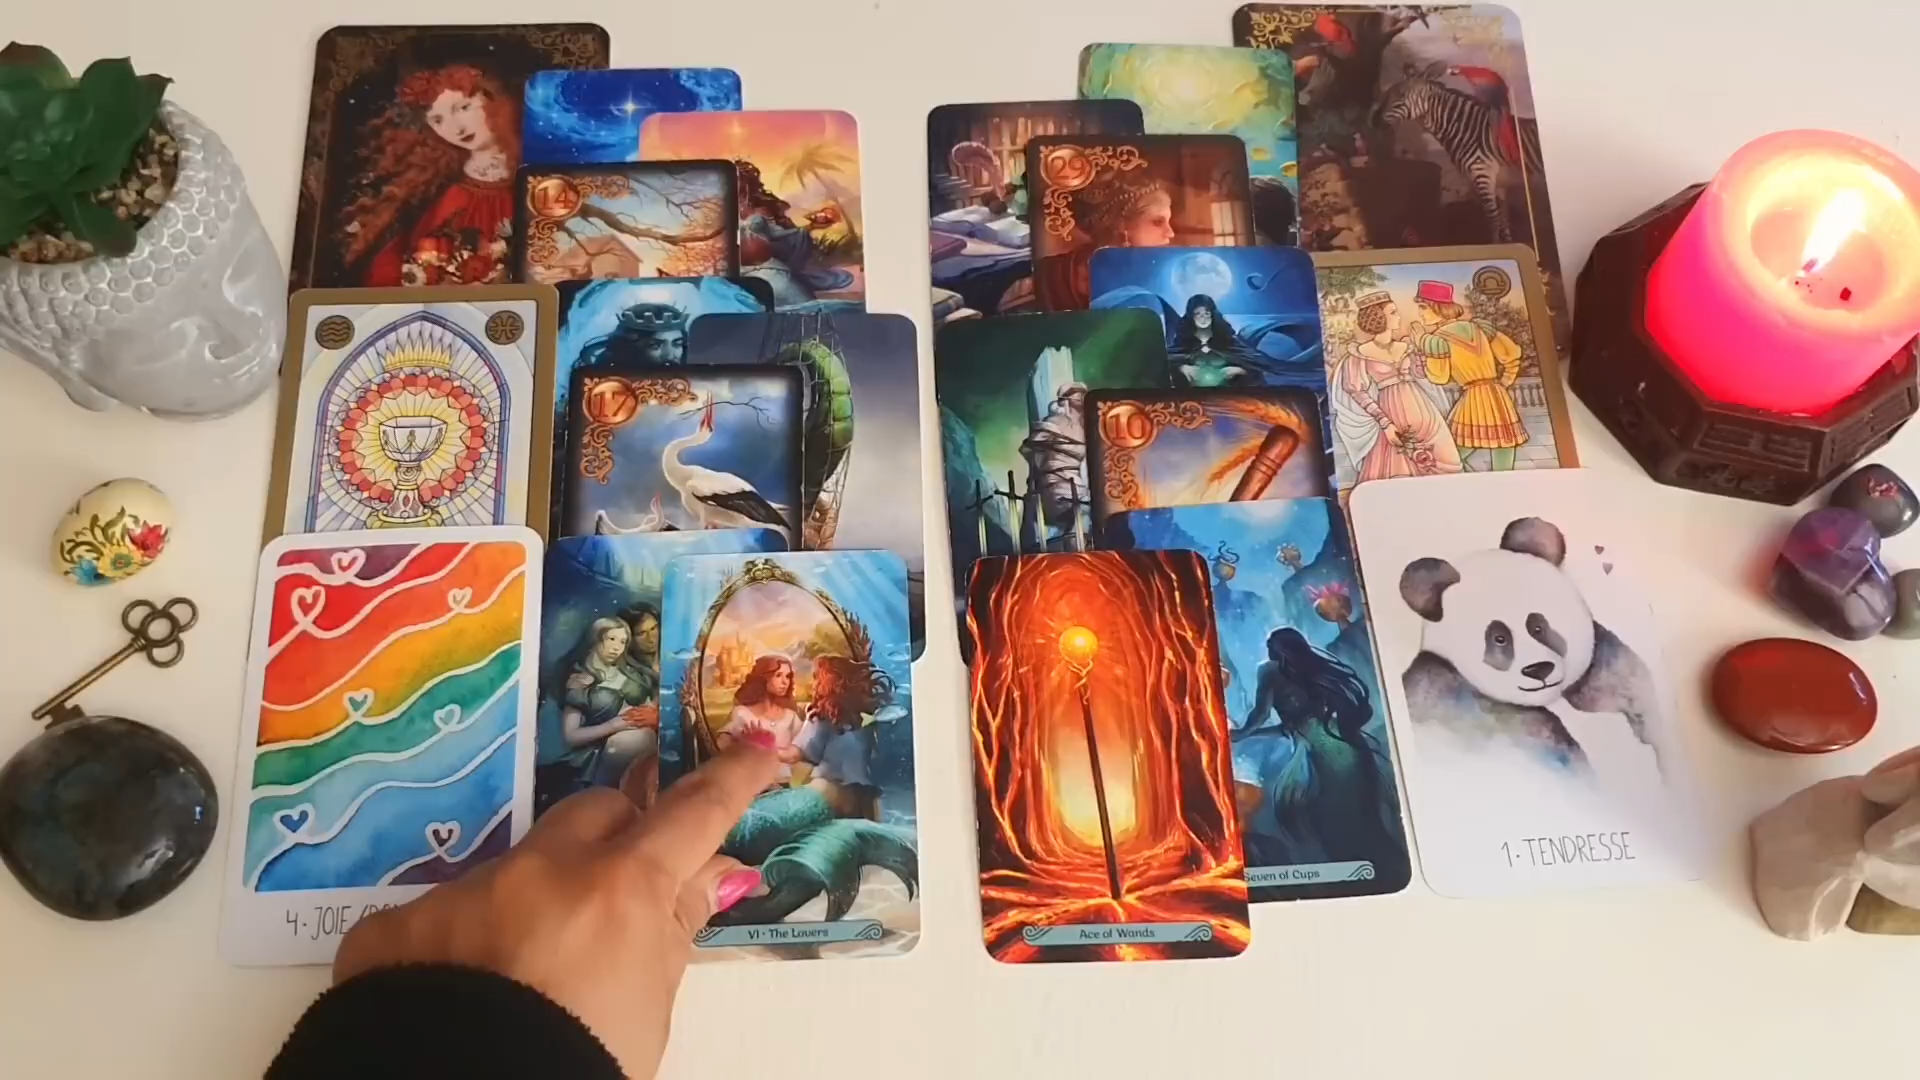 14
29
17
10
4. JOIE
VI • The Lovers
Ace of Wands
Seven of Cups
1. TENDRESSE